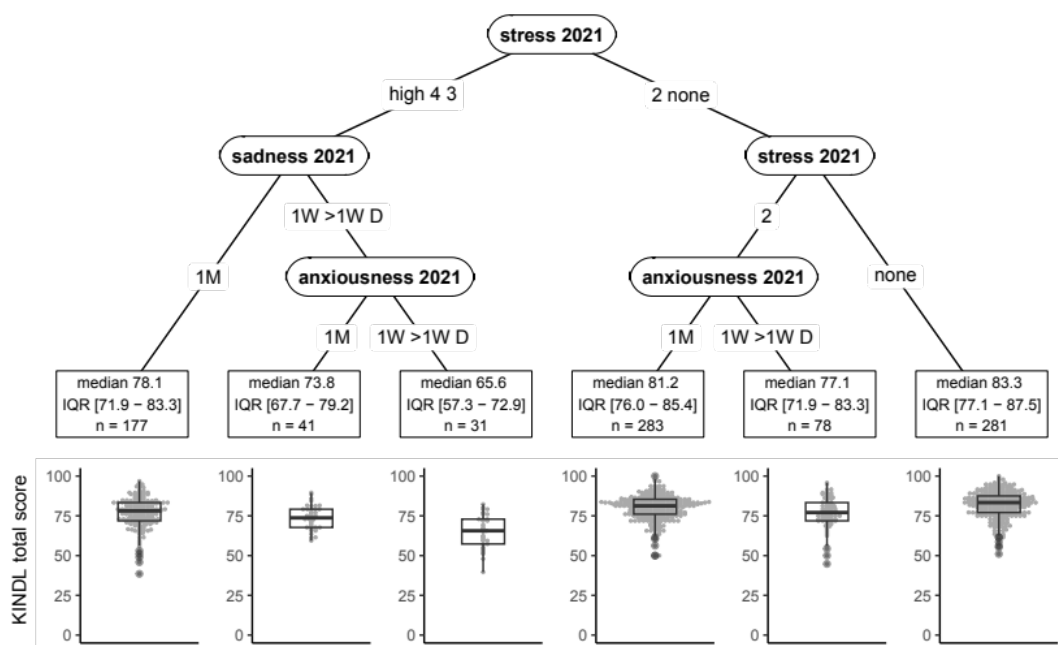 stress 2021
high 4 3
2 none
sadness 2021
stress 2021
1W >1W D
2
1M
anxiousness 2021
anxiousness 2021
none
1M
1W >1W D
1M
1W >1W D
median 78.1
IQR [71.9 − 83.3]
n = 177
median 73.8
IQR [67.7 − 79.2]
n = 41
median 65.6
IQR [57.3 − 72.9]
n = 31
median 81.2
IQR [76.0 − 85.4]
n = 283
median 77.1
IQR [71.9 − 83.3]
n = 78
median 83.3
IQR [77.1 − 87.5]
n = 281
KINDL total score
100
75
50
25
0
100
75
50
25
0
100
75
50
25
0
100
75
50
25
0
100
75
50
25
0
100
75
50
25
0